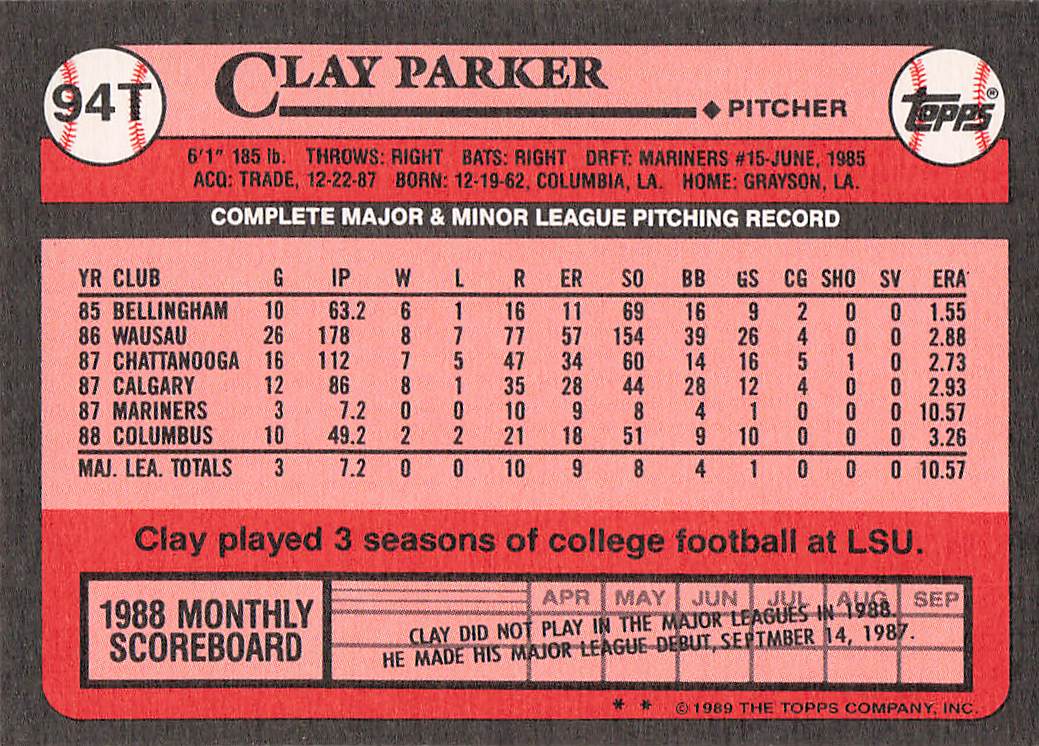 94T
CLAY PARKER
◆ PITCHER
Topps®
6'1" 185 lb. THROWS: RIGHT BATS: RIGHT DRFT: MARINERS #15-JUNE, 1985
ACQ: TRADE, 12-22-87 BORN: 12-19-62, COLUMBIA, LA. HOME: GRAYSON, LA.
COMPLETE MAJOR & MINOR LEAGUE PITCHING RECORD
YR CLUB G IP W L R ER SO BB GS CG SHO SV ERA
85 BELLINGHAM 10 63.2 6 1 16 11 69 16 9 2 0 0 1.55
86 WAUSAU 26 178 8 7 77 57 154 39 26 4 0 0 2.88
87 CHATTANOOGA 16 112 7 5 47 34 60 14 16 5 1 0 2.73
87 CALGARY 12 86 8 1 35 28 44 28 12 4 0 0 2.93
87 MARINERS 3 7.2 0 0 10 9 8 4 1 0 0 0 10.57
88 COLUMBUS 10 49.2 2 2 21 18 51 9 10 0 0 0 3.26
MAJ. LEA. TOTALS 3 7.2 0 0 10 9 8 4 1 0 0 0 10.57
Clay played 3 seasons of college football at LSU.
1988 MONTHLY
SCOREBOARD
APR MAY JUN JUL AUG SEP
CLAY DID NOT PLAY IN THE MAJOR LEAGUES IN 1988.
HE MADE HIS MAJOR LEAGUE DEBUT, SEPTMBER 14, 1987.
* * ©1989 THE TOPPS COMPANY, INC.